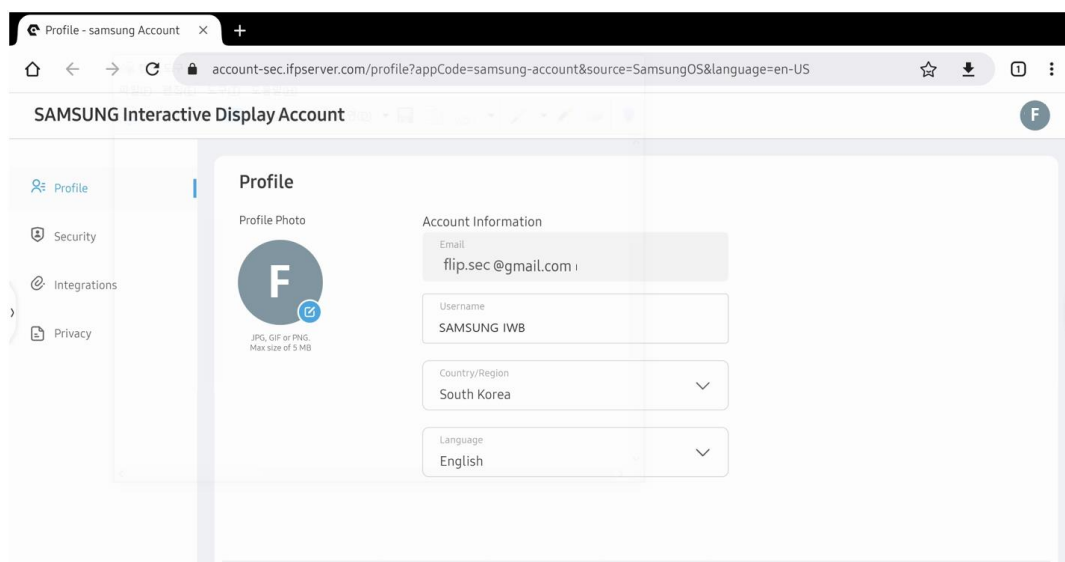 Profile - samsung Account
account-sec.ifpserver.com/profile?appCode=samsung-account&source=SamsungOS&language=en-US
1
SAMSUNG Interactive Display Account
F
Profile
Security
Integrations
Privacy
Profile
Profile Photo
F
JPG, GIF or PNG.
Max size of 5 MB
Account Information
Email
flip.sec @gmail.com
Username
SAMSUNG IWB
Country/Region
South Korea
Language
English